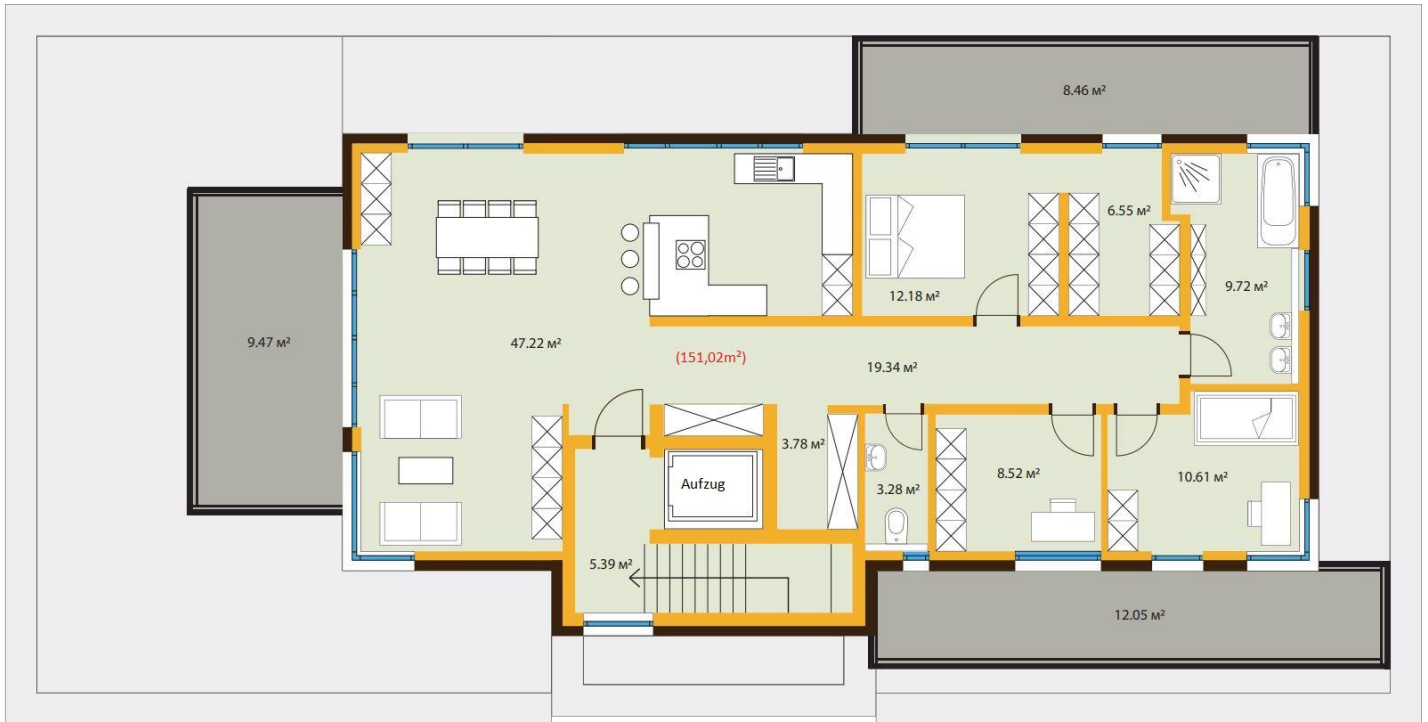 8.46 м²
6.55 м²
12.18 м²
9.72 м²
9.47 м²
47.22 м²
(151,02m²)
19.34 м²
3.78 м²
Aufzug
3.28 м²
8.52 м²
10.61 м²
5.39 м²
12.05 м²